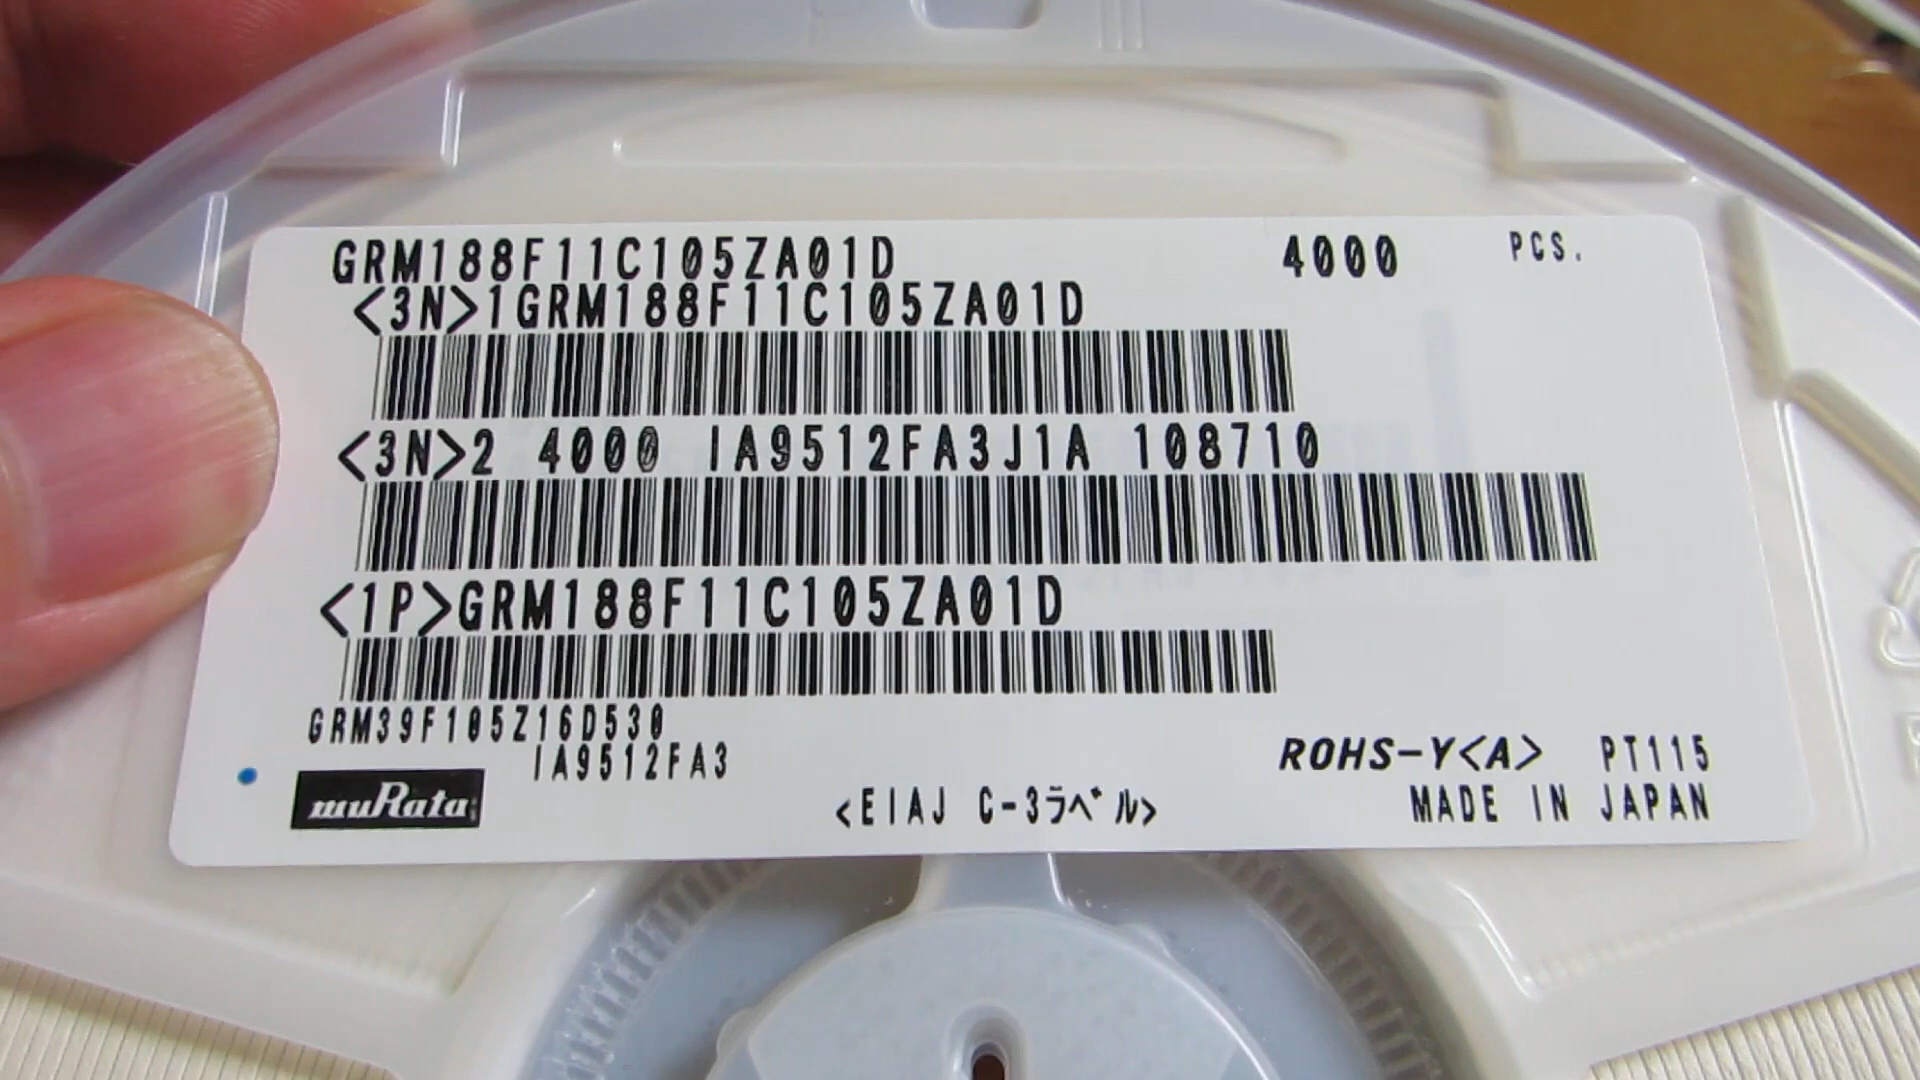 GRM188F11C105ZA01D 4000 PCS.
<3N>1GRM188F11C105ZA01D
<3N>2 4000 IA9512FA3J1A 108710
<1P>GRM188F11C105ZA01D
GRM39F105Z16D530
IA9512FA3
ROHS-Y<A> PT115
muRata
<EIAJ C-3ラベル>
MADE IN JAPAN